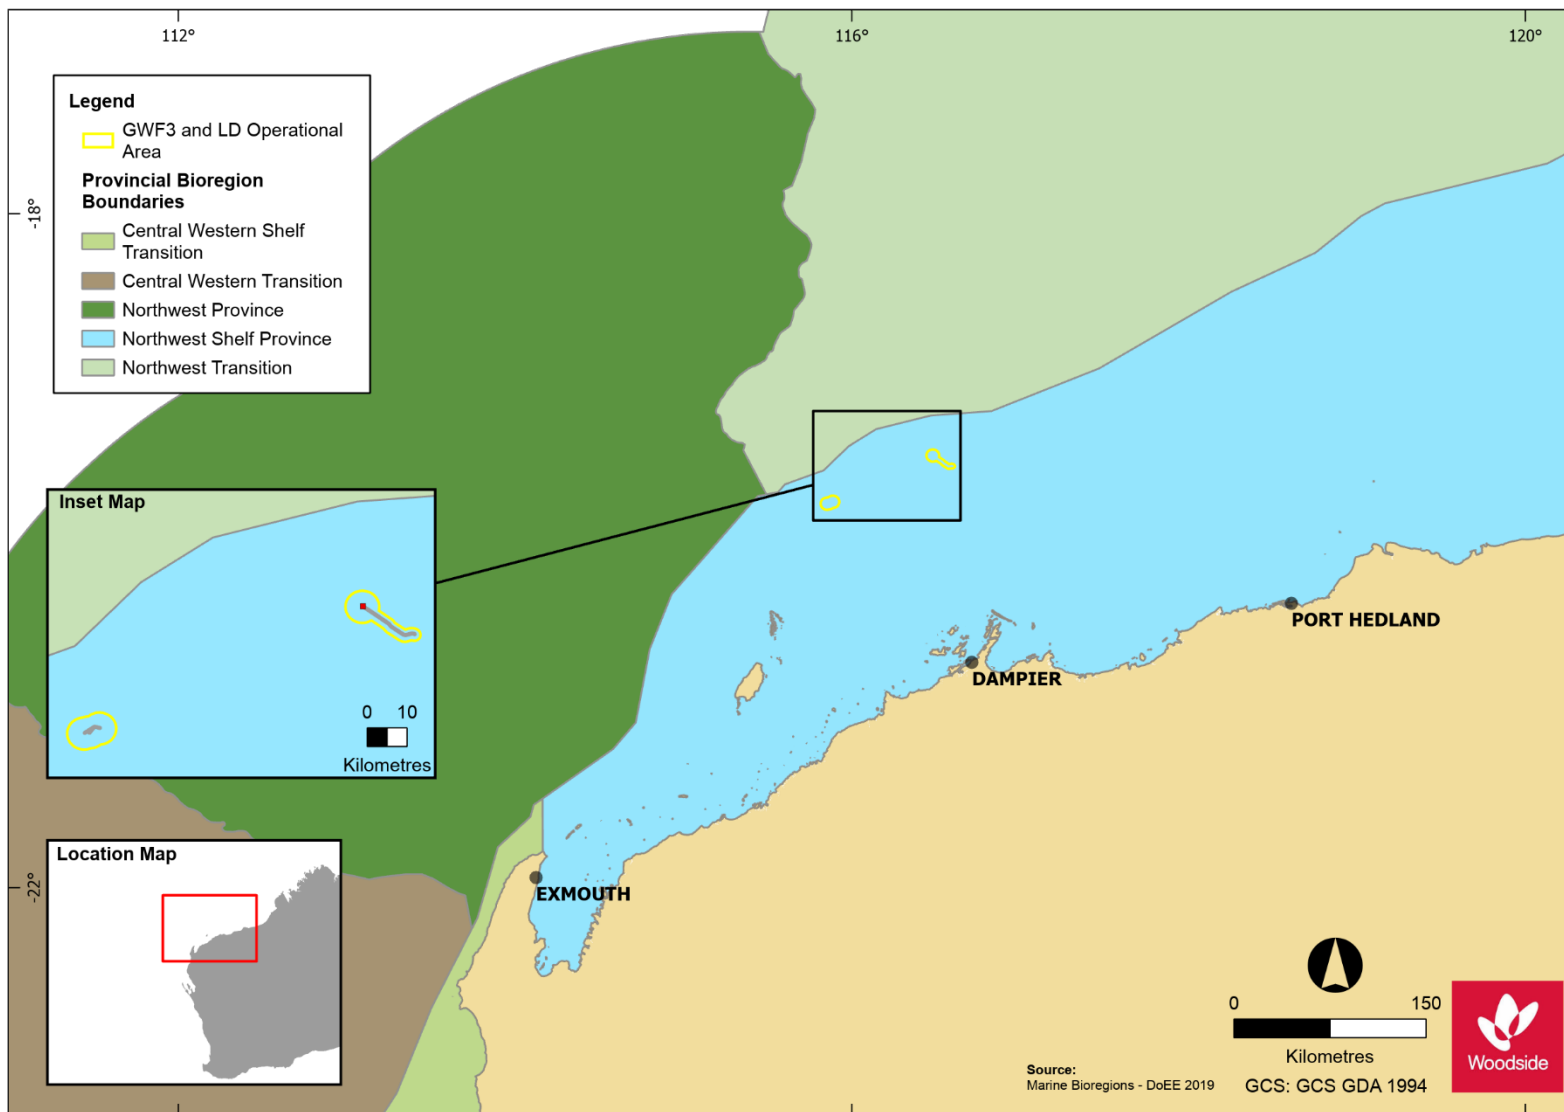 112°
116°
120°
-18°
-22°
Legend
GWF3 and LD Operational
Area
Provincial Bioregion
Boundaries
Central Western Shelf
Transition
Central Western Transition
Northwest Province
Northwest Shelf Province
Northwest Transition
Inset Map
0 10
Kilometres
PORT HEDLAND
DAMPIER
EXMOUTH
Location Map
0 150
Kilometres
Source:
Marine Bioregions - DoEE 2019
GCS: GCS GDA 1994
Woodside